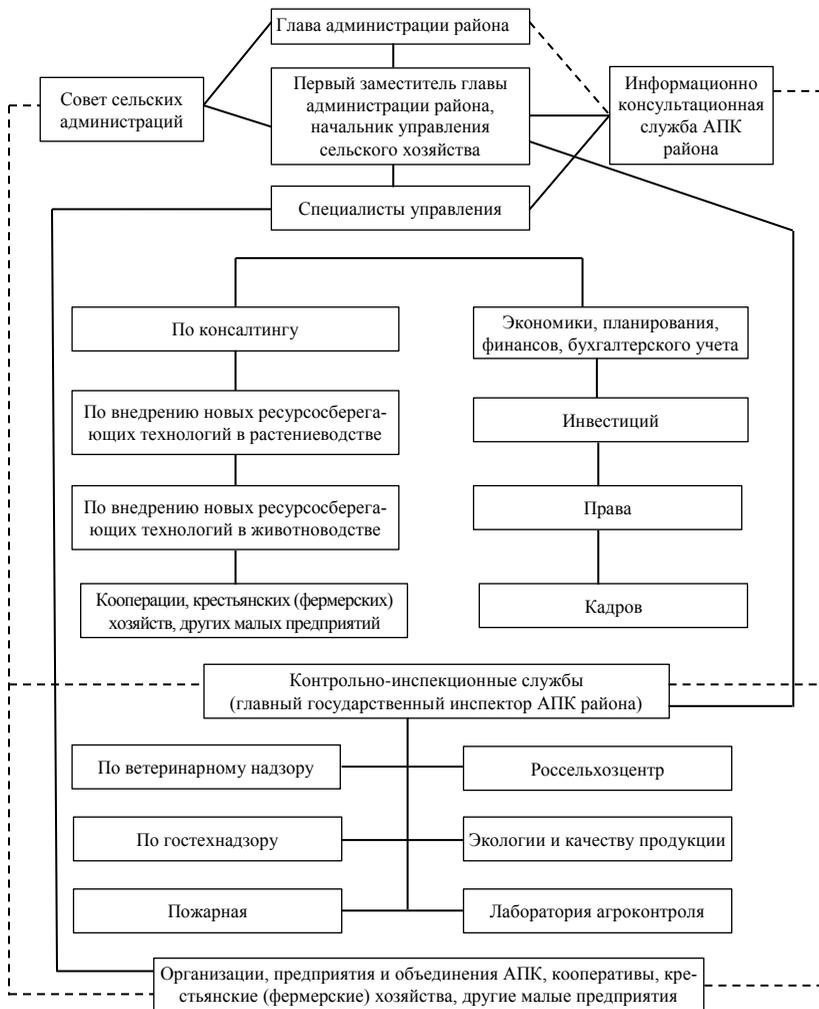 Глава администрации района
Совет сельских
администраций
Первый заместитель главы
администрации района,
начальник управления
сельского хозяйства
Информационно
консультационная
служба АПК
района
Специалисты управления
По консалтингу
Экономики, планирования,
финансов, бухгалтерского учета
По внедрению новых ресурсосберега-
ющих технологий в растениеводстве
Инвестиций
По внедрению новых ресурсосберега-
ющих технологий в животноводстве
Права
Кооперации, крестьянских (фермерских)
хозяйств, других малых предприятий
Кадров
Контрольно-инспекционные службы
(главный государственный инспектор АПК района)
По ветеринарному надзору
Россельхозцентр
По гостехнадзору
Экологии и качеству продукции
Пожарная
Лаборатория агроконтроля
Организации, предприятия и объединения АПК, кооперативы, кре-
стьянские (фермерские) хозяйства, другие малые предприятия